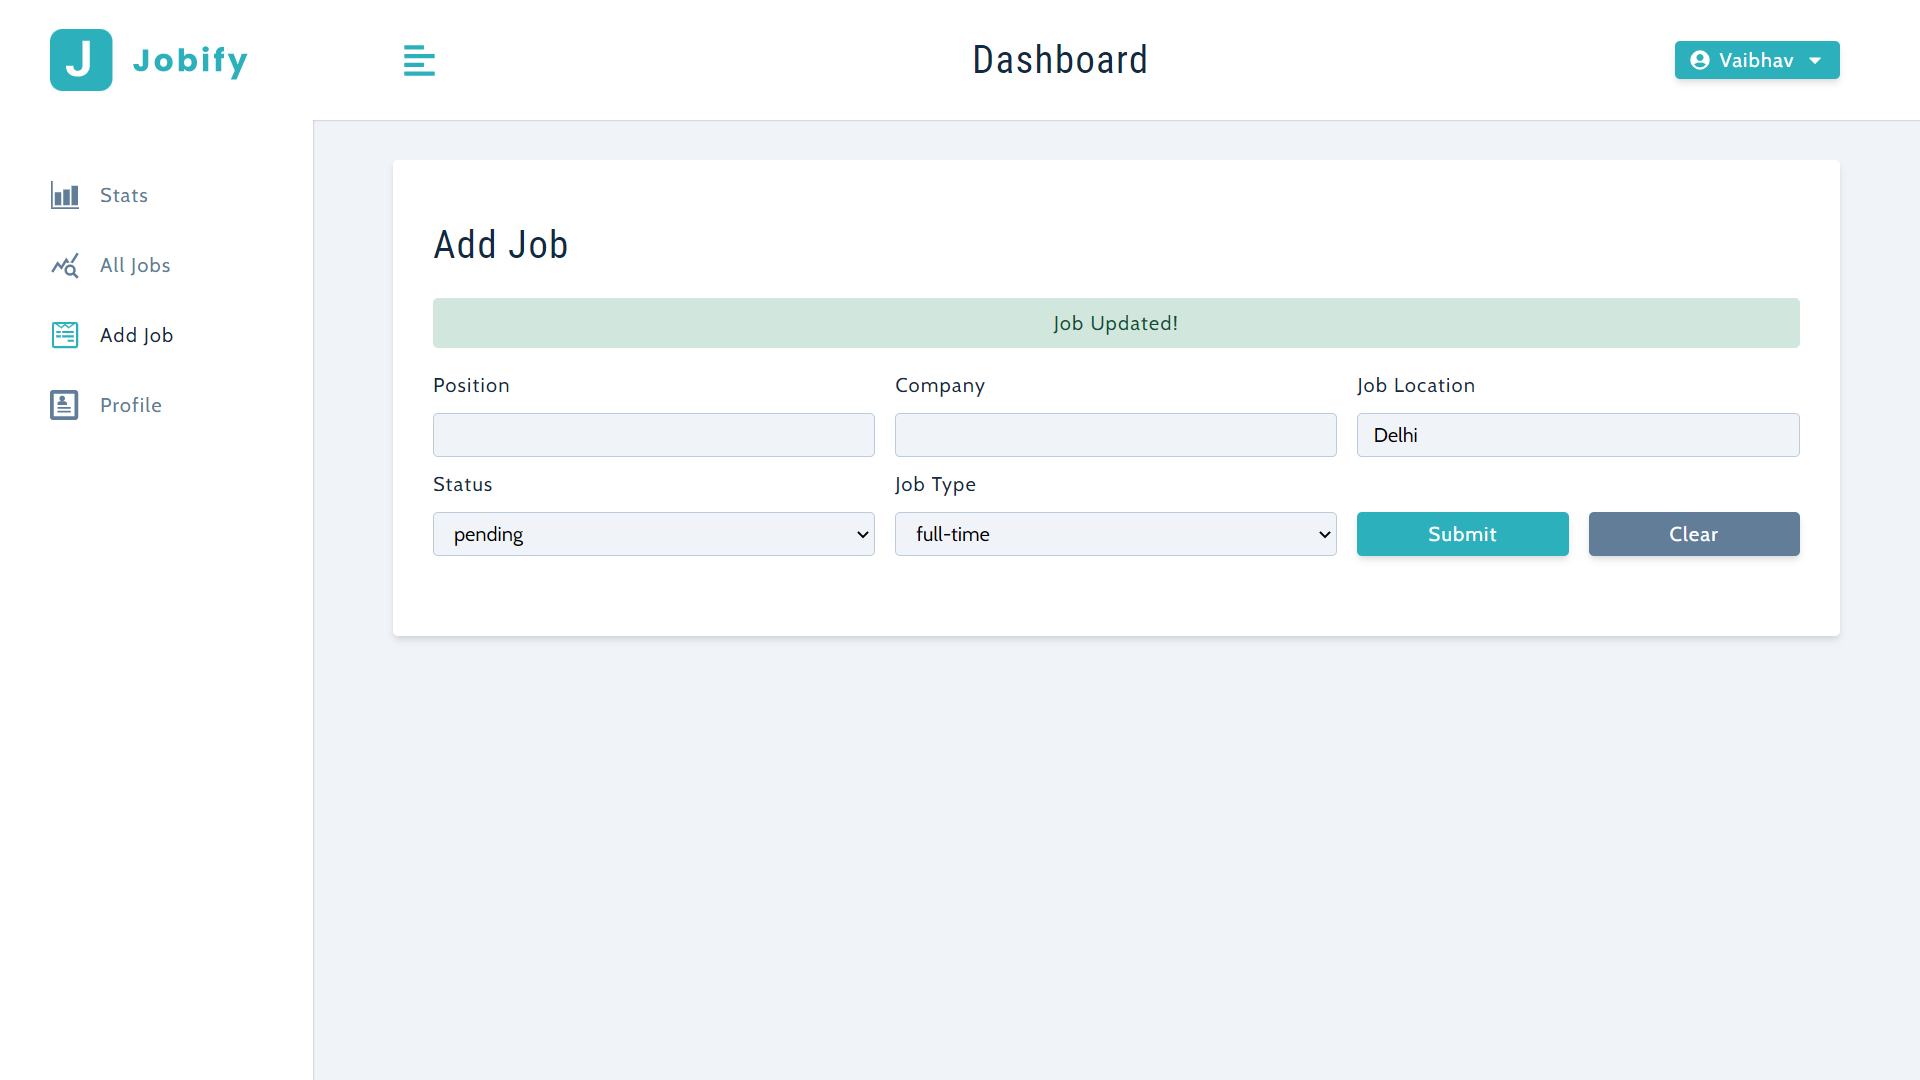 J Jobify
Dashboard
Vaibhav
Stats
All Jobs
Add Job
Profile
Add Job
Job Updated!
Position
Company
Job Location
Delhi
Status
Job Type
pending
full-time
Submit
Clear